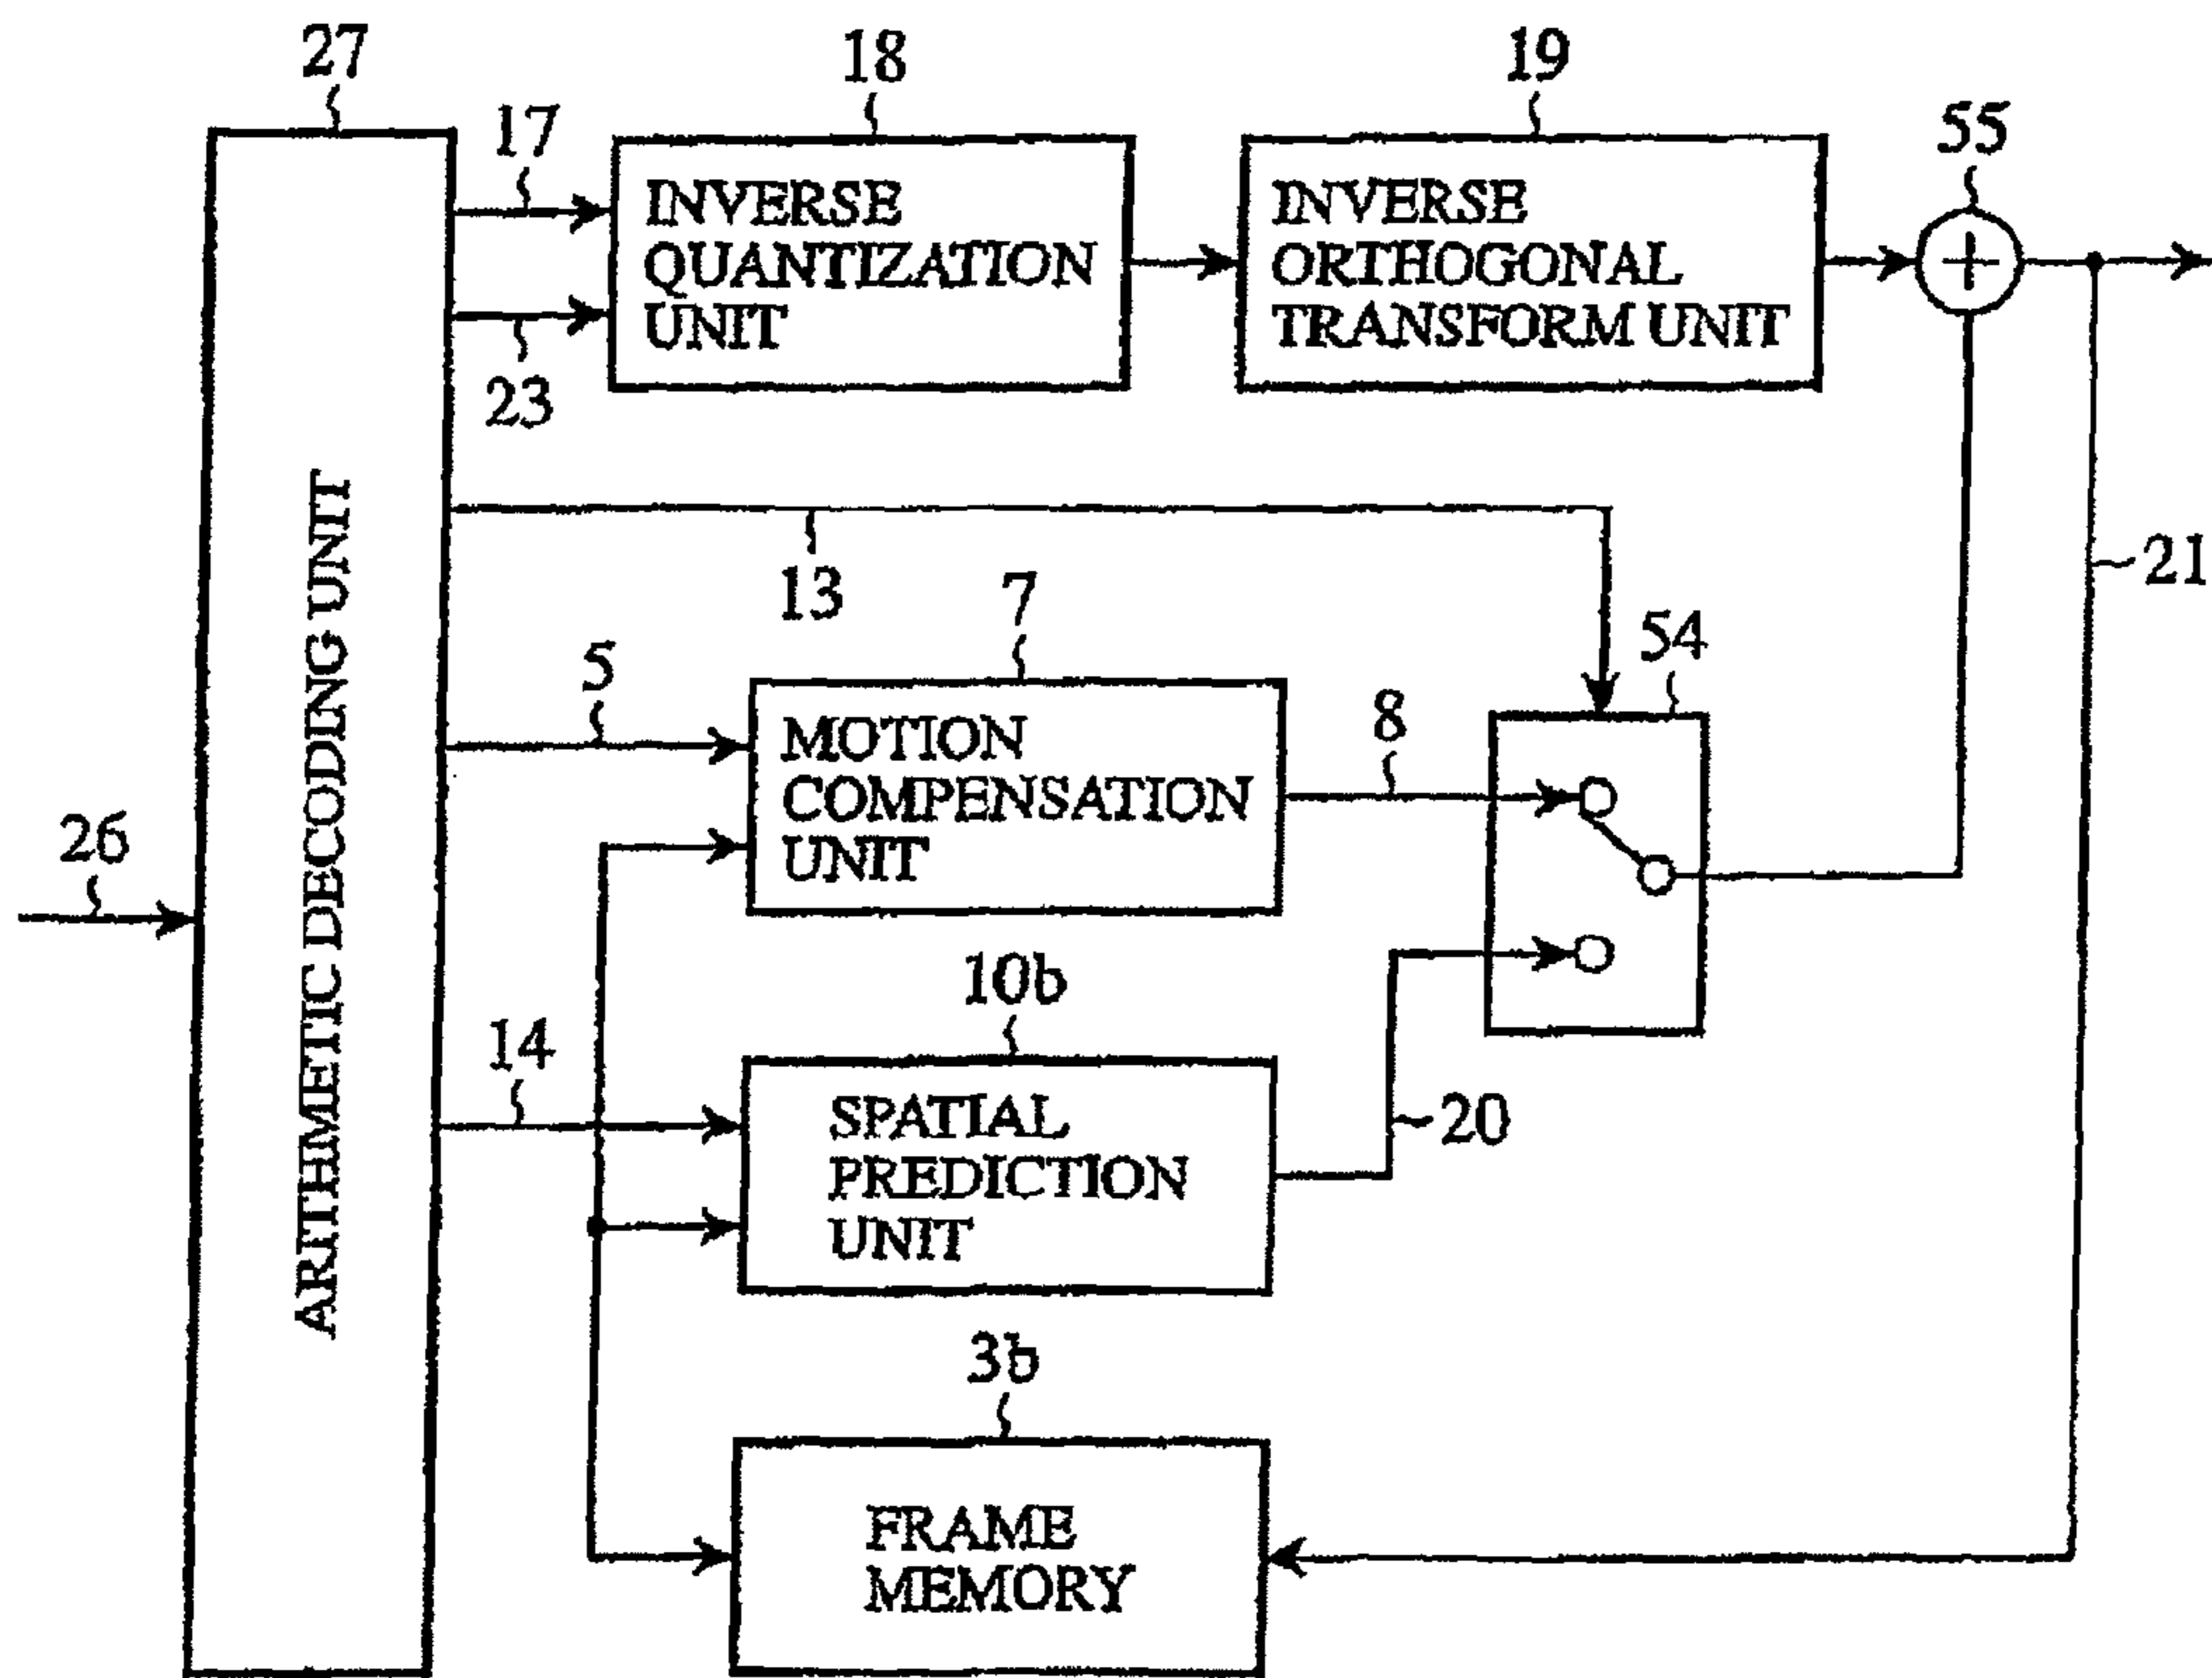 27
18
19
55
17
INVERSE
QUANTIZATION
UNIT
INVERSE
ORTHOGONAL
TRANSFORM UNIT
23
ARITHMETIC DECODING UNIT
13
21
7
54
5
8
MOTION
COMPENSATION
UNIT
26
10b
14
20
SPATIAL
PREDICTION
UNIT
3b
FRAME
MEMORY